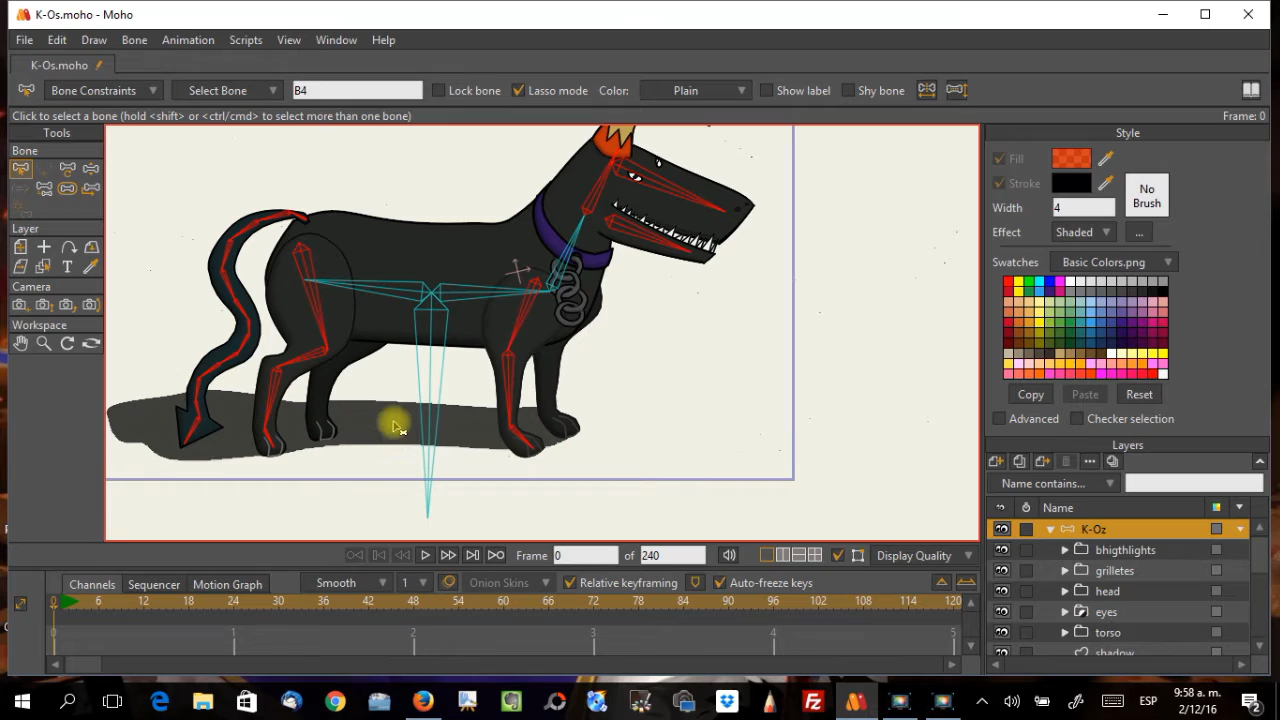 K-Os.moho - Moho
File Edit Draw Bone Animation Scripts View Window Help
K-Os.moho
Bone Constraints Select Bone B4 Lock bone Lasso mode Color: Plain Show label Shy bone
Click to select a bone (hold <shift> or <ctrl/cmd> to select more than one bone) Frame: 0
Tools
Bone
Layer
Camera
Workspace
Style
Fill
Stroke
No Brush
Width 4
Effect Shaded ...
Swatches Basic Colors.png
Copy Paste Reset
Advanced Checker selection
Layers
Name contains...
Name
K-Oz
bhigthlights
grilletes
head
eyes
torso
shadow
Frame 0 of 240 Display Quality
Channels Sequencer Motion Graph Smooth 1 Onion Skins Relative keyframing Auto-freeze keys
0 6 12 18 24 30 36 42 48 54 60 66 72 78 84 90 96 102 108 114 120
0 1 2 3 4 5
ESP 9:58 a. m. 2/12/16 2